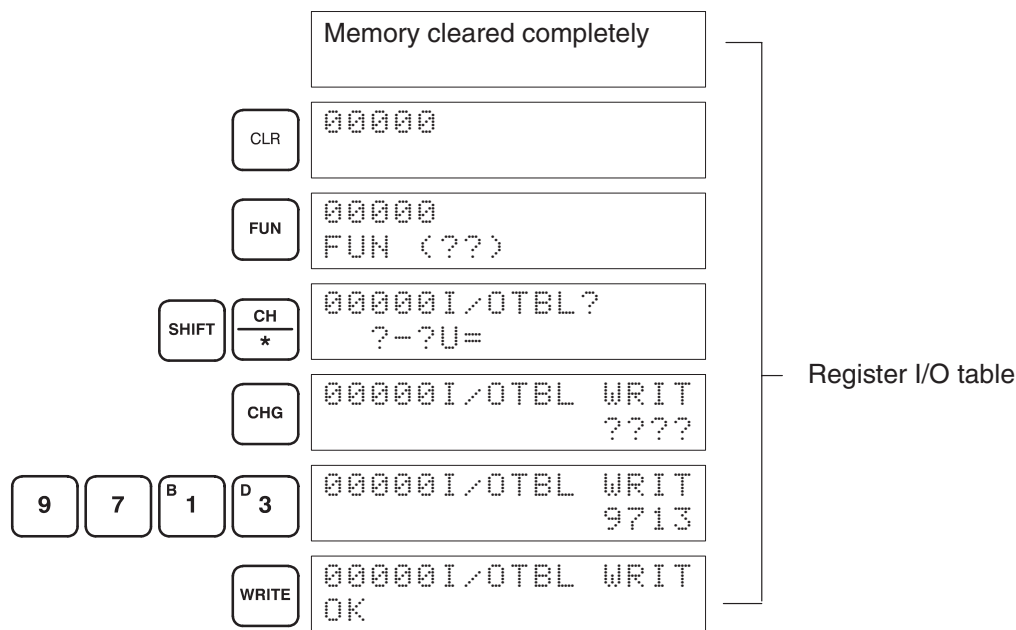 Memory cleared completely
CLR
00000
FUN
00000
FUN (??)
SHIFT
CH
*
00000I/OTBL?
?-?U=
Register I/O table
CHG
00000I/OTBL WRIT
????
9 7 B 1 D 3
00000I/OTBL WRIT
9713
WRITE
00000I/OTBL WRIT
OK